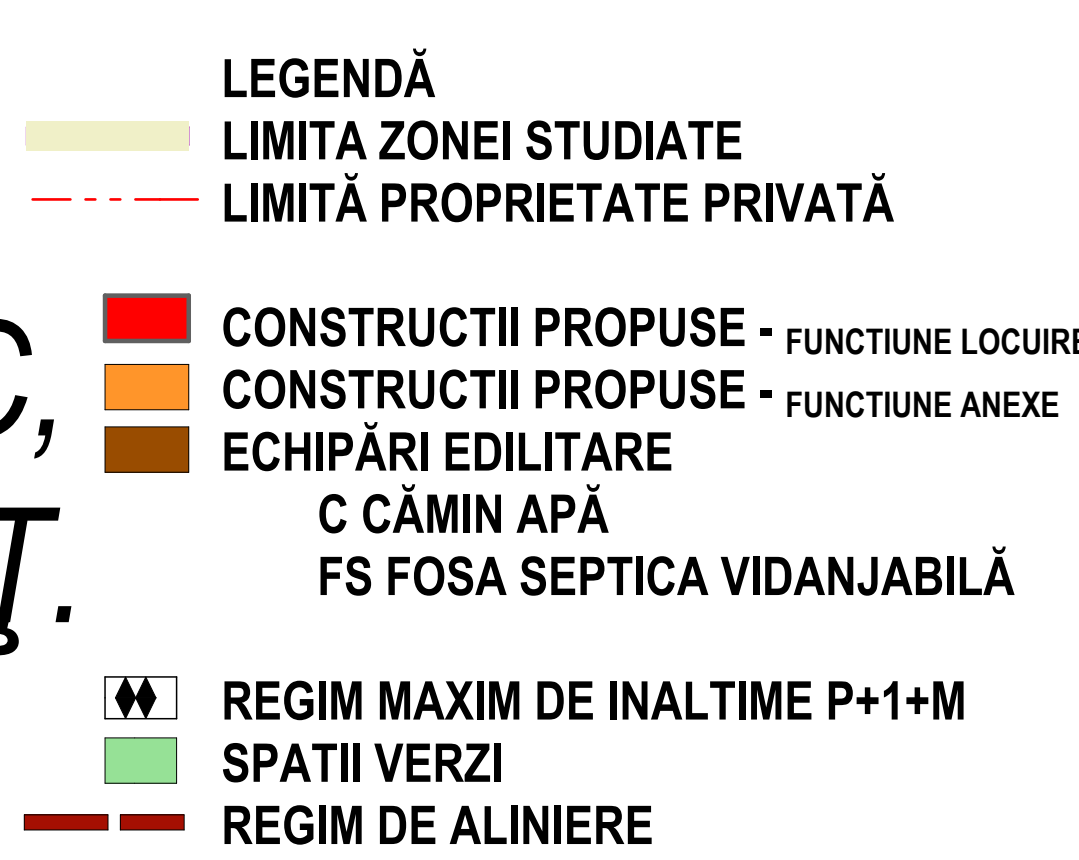 LEGENDĂ
LIMITA ZONEI STUDIATE
LIMITĂ PROPRIETATE PRIVATĂ
CONSTRUCTII PROPUSE - FUNCTIUNE LOCUIRE
C,
CONSTRUCTII PROPUSE - FUNCTIUNE ANEXE
ECHIPĂRI EDILITARE
C CĂMIN APĂ
FS FOSA SEPTICA VIDANJABILĂ
Ţ.
REGIM MAXIM DE INALTIME P+1+M
SPATII VERZI
REGIM DE ALINIERE